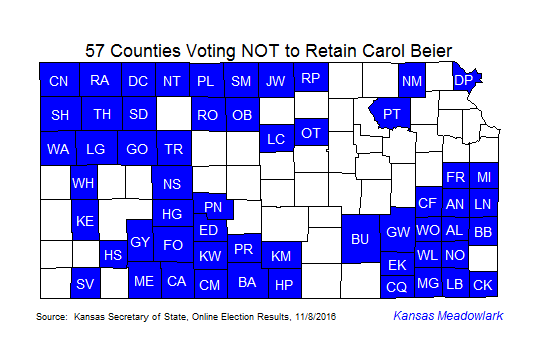 57 Counties Voting NOT to Retain Carol Beier
CN RA DC NT PL SM JW RP NM DP
SH TH SD RO OB PT
LC OT
WA LG GO TR
WH NS FR MI
KE HG PN CF AN LN
GY FO ED BU GW WO AL BB
HS KW PR KM EK WL NO
SV ME CA CM BA HP CQ MG LB CK
Source: Kansas Secretary of State, Online Election Results, 11/8/2016
Kansas Meadowlark